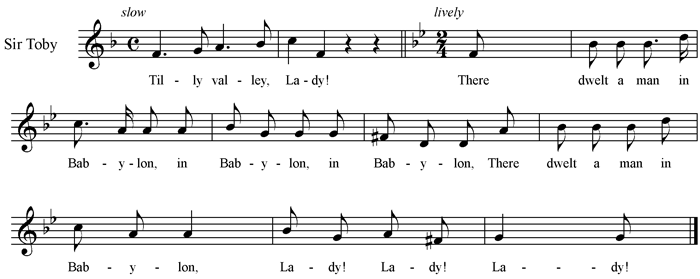 slow lively
Sir Toby
Til - ly val - ley, La - dy! There dwelt a man in
Bab - y - lon, in Bab - y - lon, in Bab - y - lon, There dwelt a man in
Bab - y - lon, La - dy! La - dy! La - - - dy!